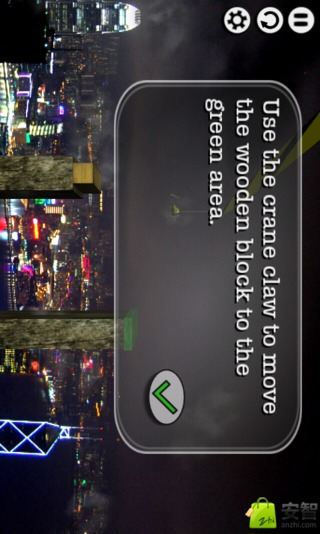 Use the crane claw to move
the wooden block to the
green area.
安智
anzhi.com